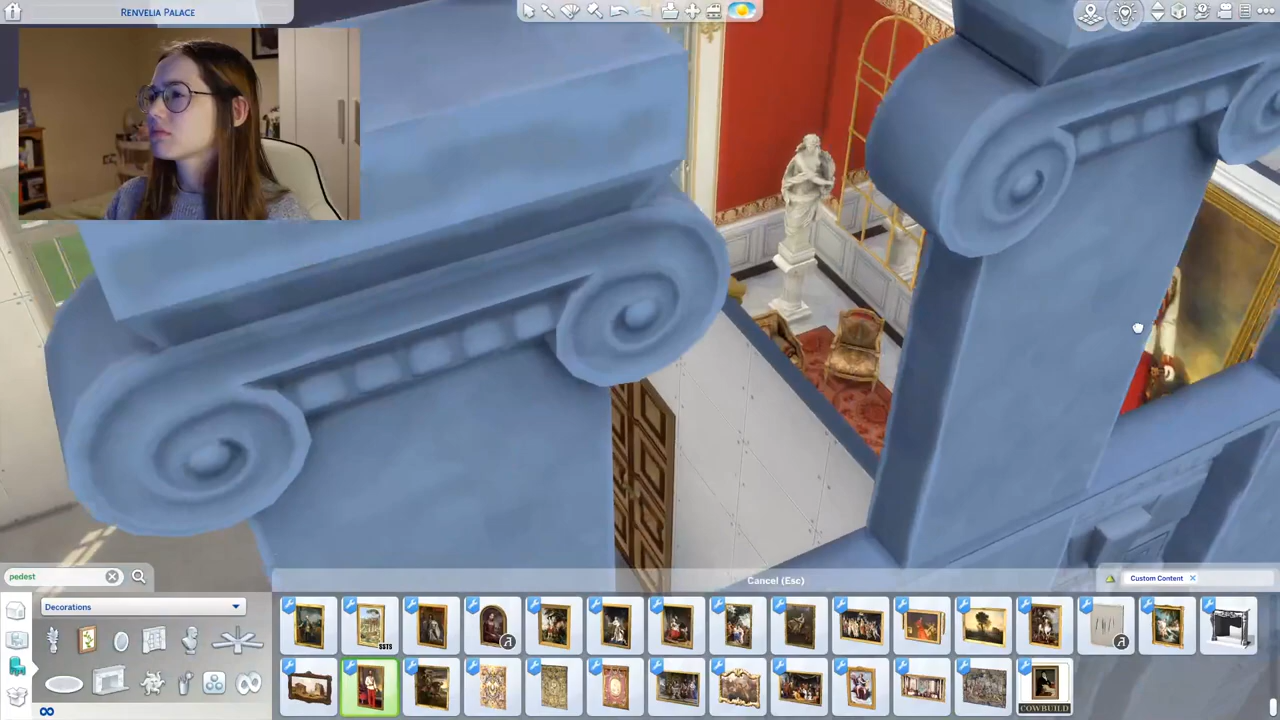 RENVELIA PALACE
pedest
Cancel (Esc)
Custom Content
Decorations
SSTS
A
A
COWBUILD